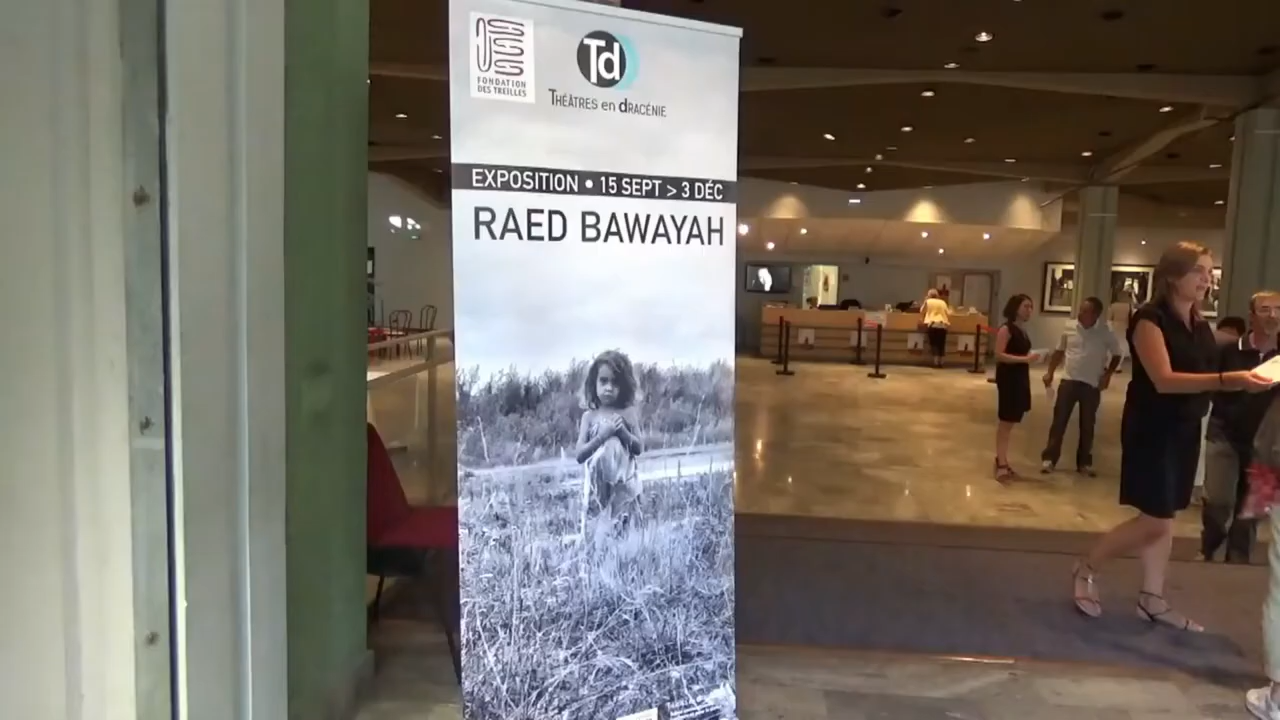 FONDATION
DES TREILLES
Td
THÉÂTRES en dRACÉNIE
EXPOSITION • 15 SEPT > 3 DÉC
RAED BAWAYAH